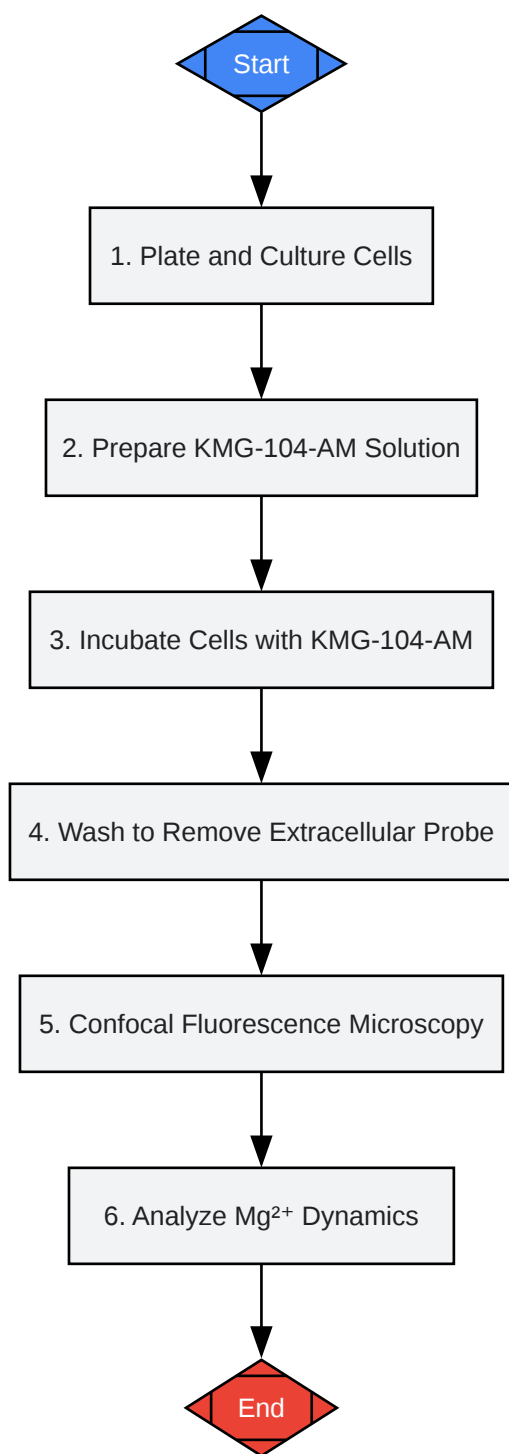 Start
1. Plate and Culture Cells
2. Prepare KMG-104-AM Solution
3. Incubate Cells with KMG-104-AM
4. Wash to Remove Extracellular Probe
5. Confocal Fluorescence Microscopy
6. Analyze Mg²⁺ Dynamics
End